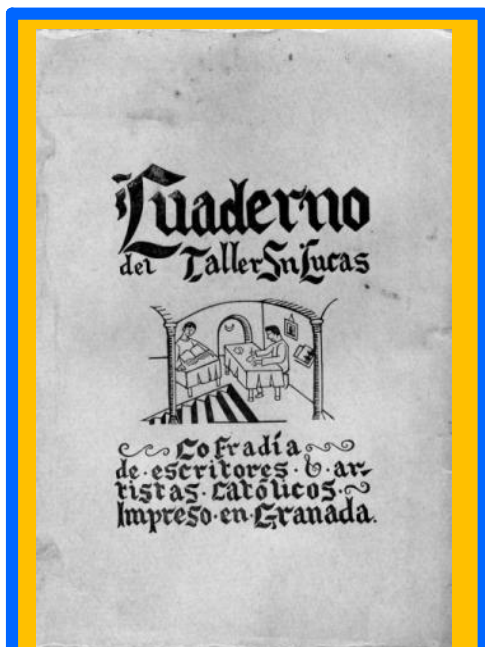 Cuaderno
del Taller Sn Lucas
Cofradía
de·escritores·&·ar-
tistas·católicos·
Impreso·en·Granada.